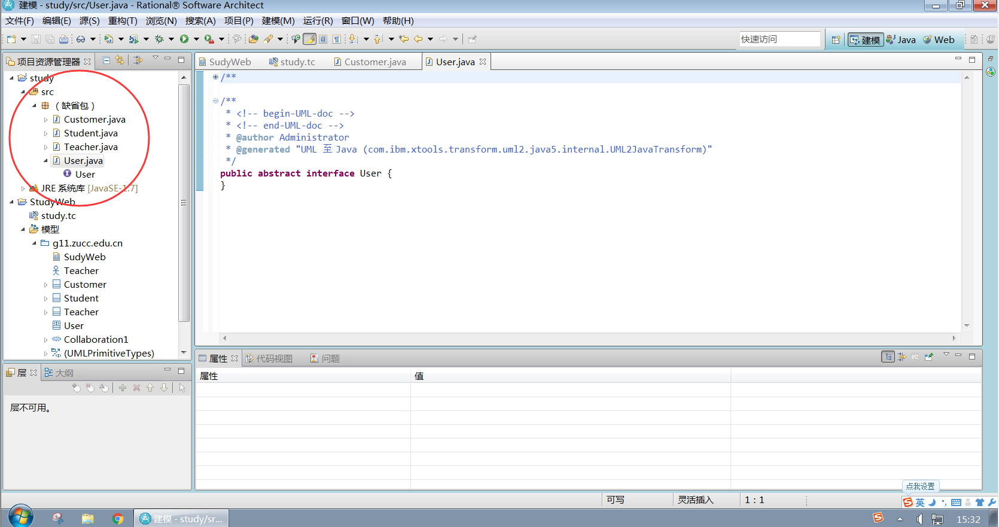 建模 - study/src/User.java - Rational® Software Architect
文件(F) 编辑(E) 源(S) 重构(T) 浏览(N) 搜索(A) 项目(P) 建模(M) 运行(R) 窗口(W) 帮助(H)
快速访问
建模 Java Web
项目资源管理器
study
src
（缺省包）
Customer.java
Student.java
Teacher.java
User.java
User
JRE 系统库 [JavaSE-1.7]
StudyWeb
study.tc
模型
g11.zucc.edu.cn
SudyWeb
Teacher
Customer
Student
Teacher
User
Collaboration1
(UMLPrimitiveTypes)
层 大纲
层不可用。
SudyWeb study.tc Customer.java User.java
/**
/**
* <!-- begin-UML-doc -->
* <!-- end-UML-doc -->
* @author Administrator
* @generated "UML 至 Java (com.ibm.xtools.transform.uml2.java5.internal.UML2JavaTransform)"
*/
public abstract interface User {
}
属性 代码视图 问题
属性 值
点我设置
可写 灵活插入 1 : 1
英
建模 - study/sr...
15:32